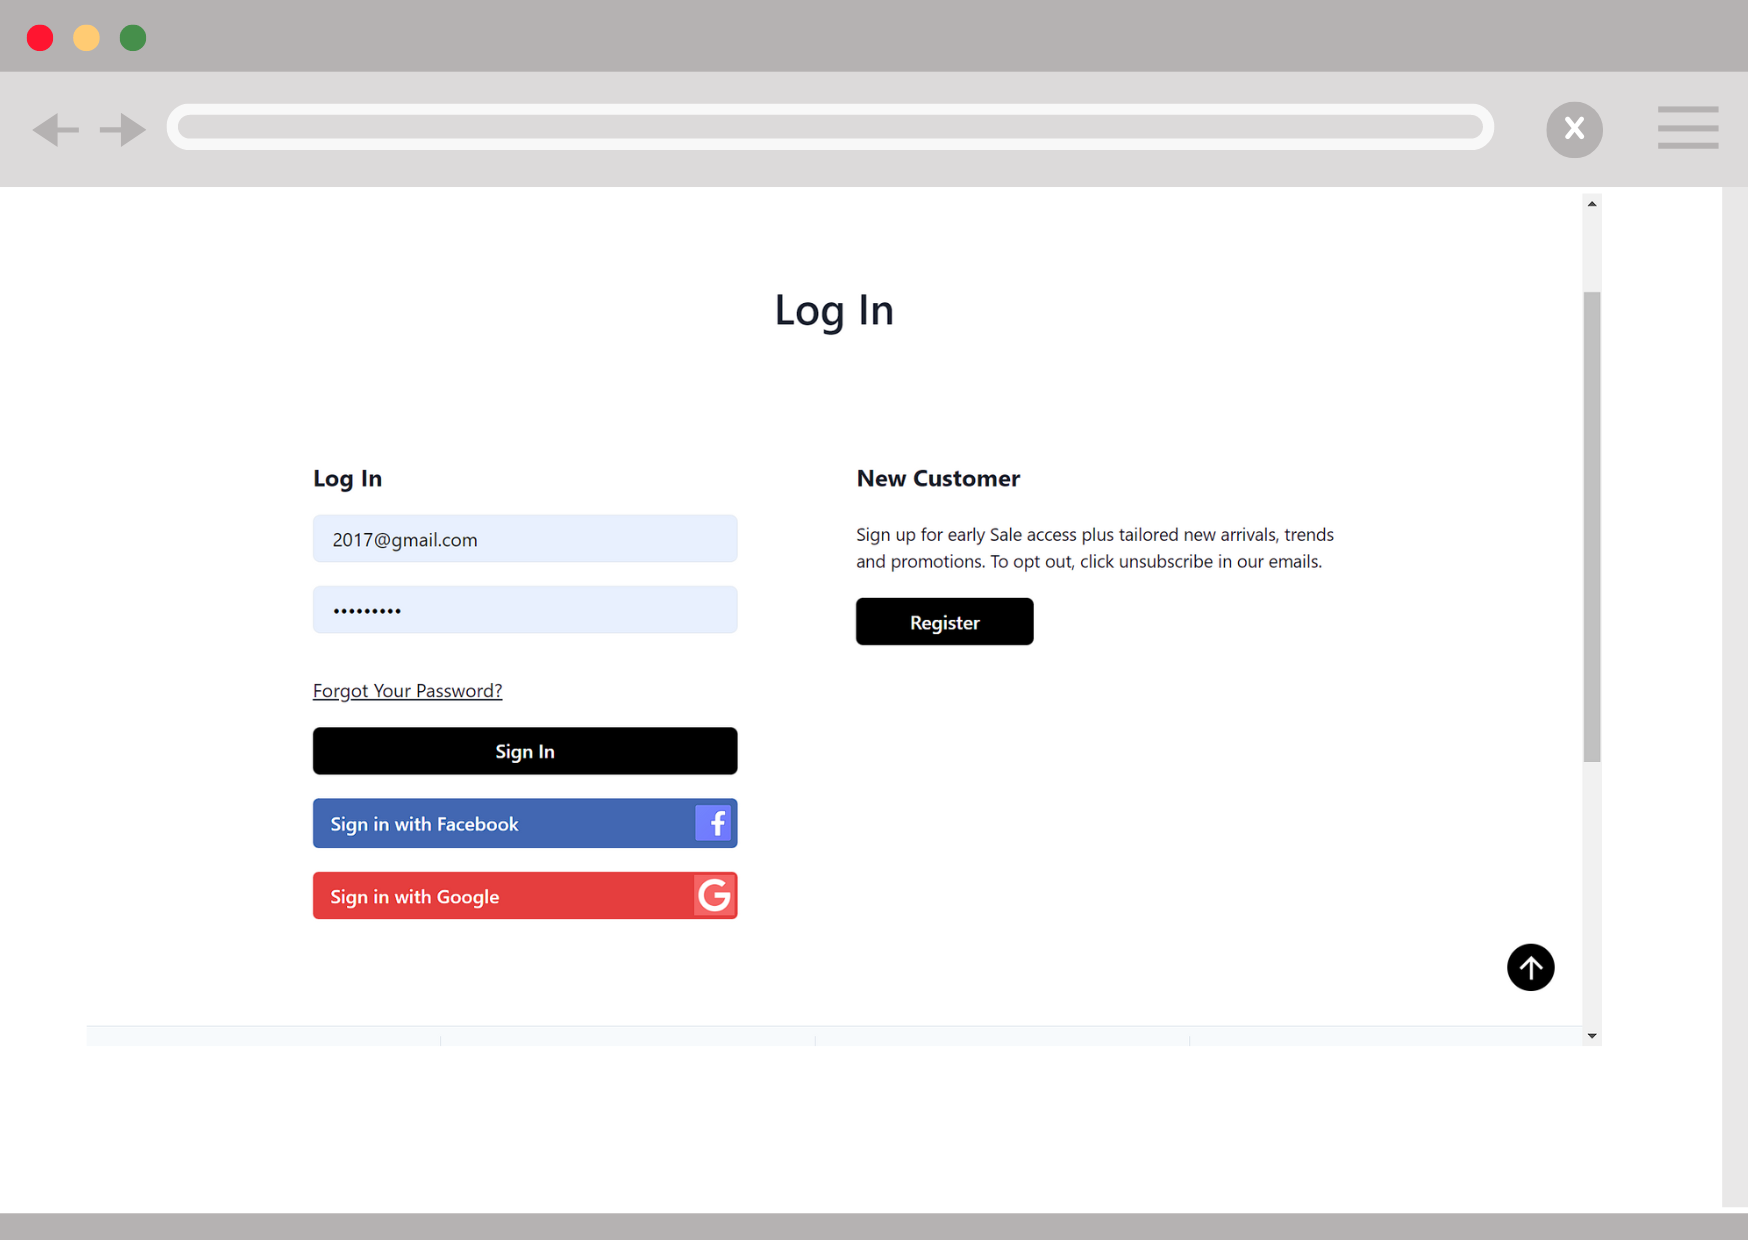 X
Log In
Log In
2017@gmail.com
•••••••••
Forgot Your Password?
Sign In
Sign in with Facebook
f
Sign in with Google
G
New Customer
Sign up for early Sale access plus tailored new arrivals, trends
and promotions. To opt out, click unsubscribe in our emails.
Register